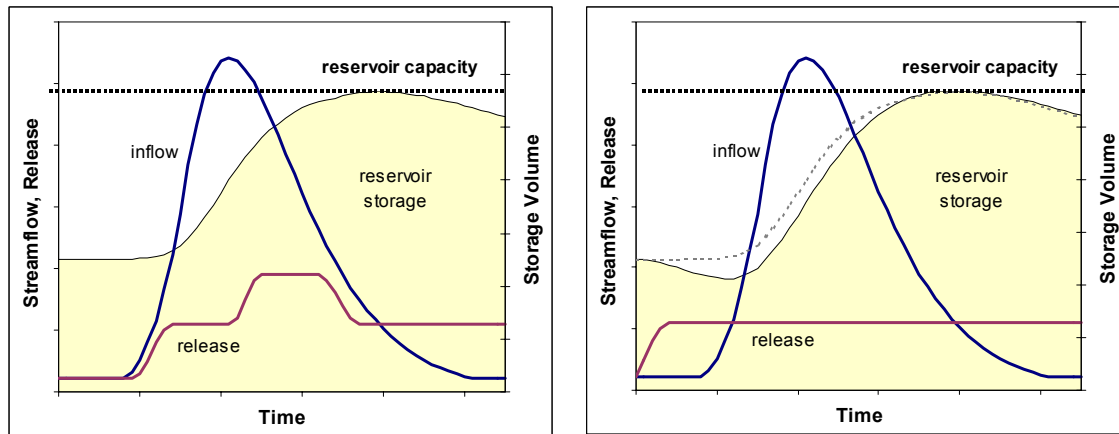 reservoir capacity
inflow
reservoir
storage
release
Streamflow, Release
Storage Volume
Time
reservoir capacity
inflow
reservoir
storage
release
Streamflow, Release
Storage Volume
Time